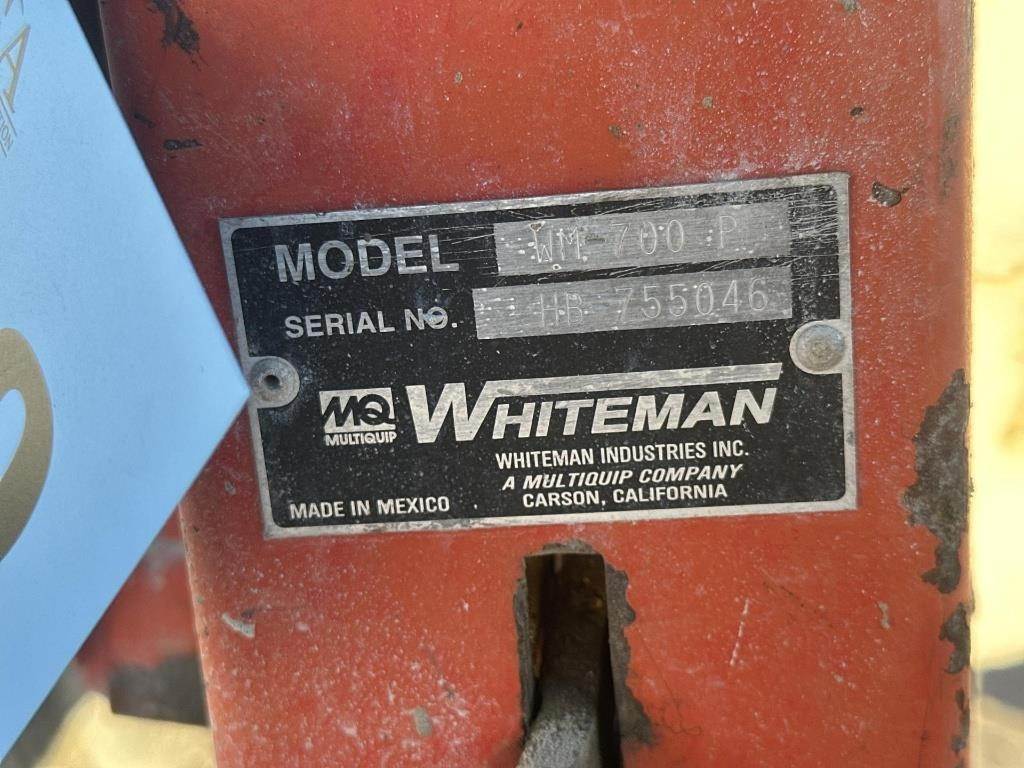 MODEL WM-700 P
SERIAL NO. HB 755046
MQ WHITEMAN
MULTIQUIP
WHITEMAN INDUSTRIES INC.
A MULTIQUIP COMPANY
MADE IN MEXICO CARSON, CALIFORNIA